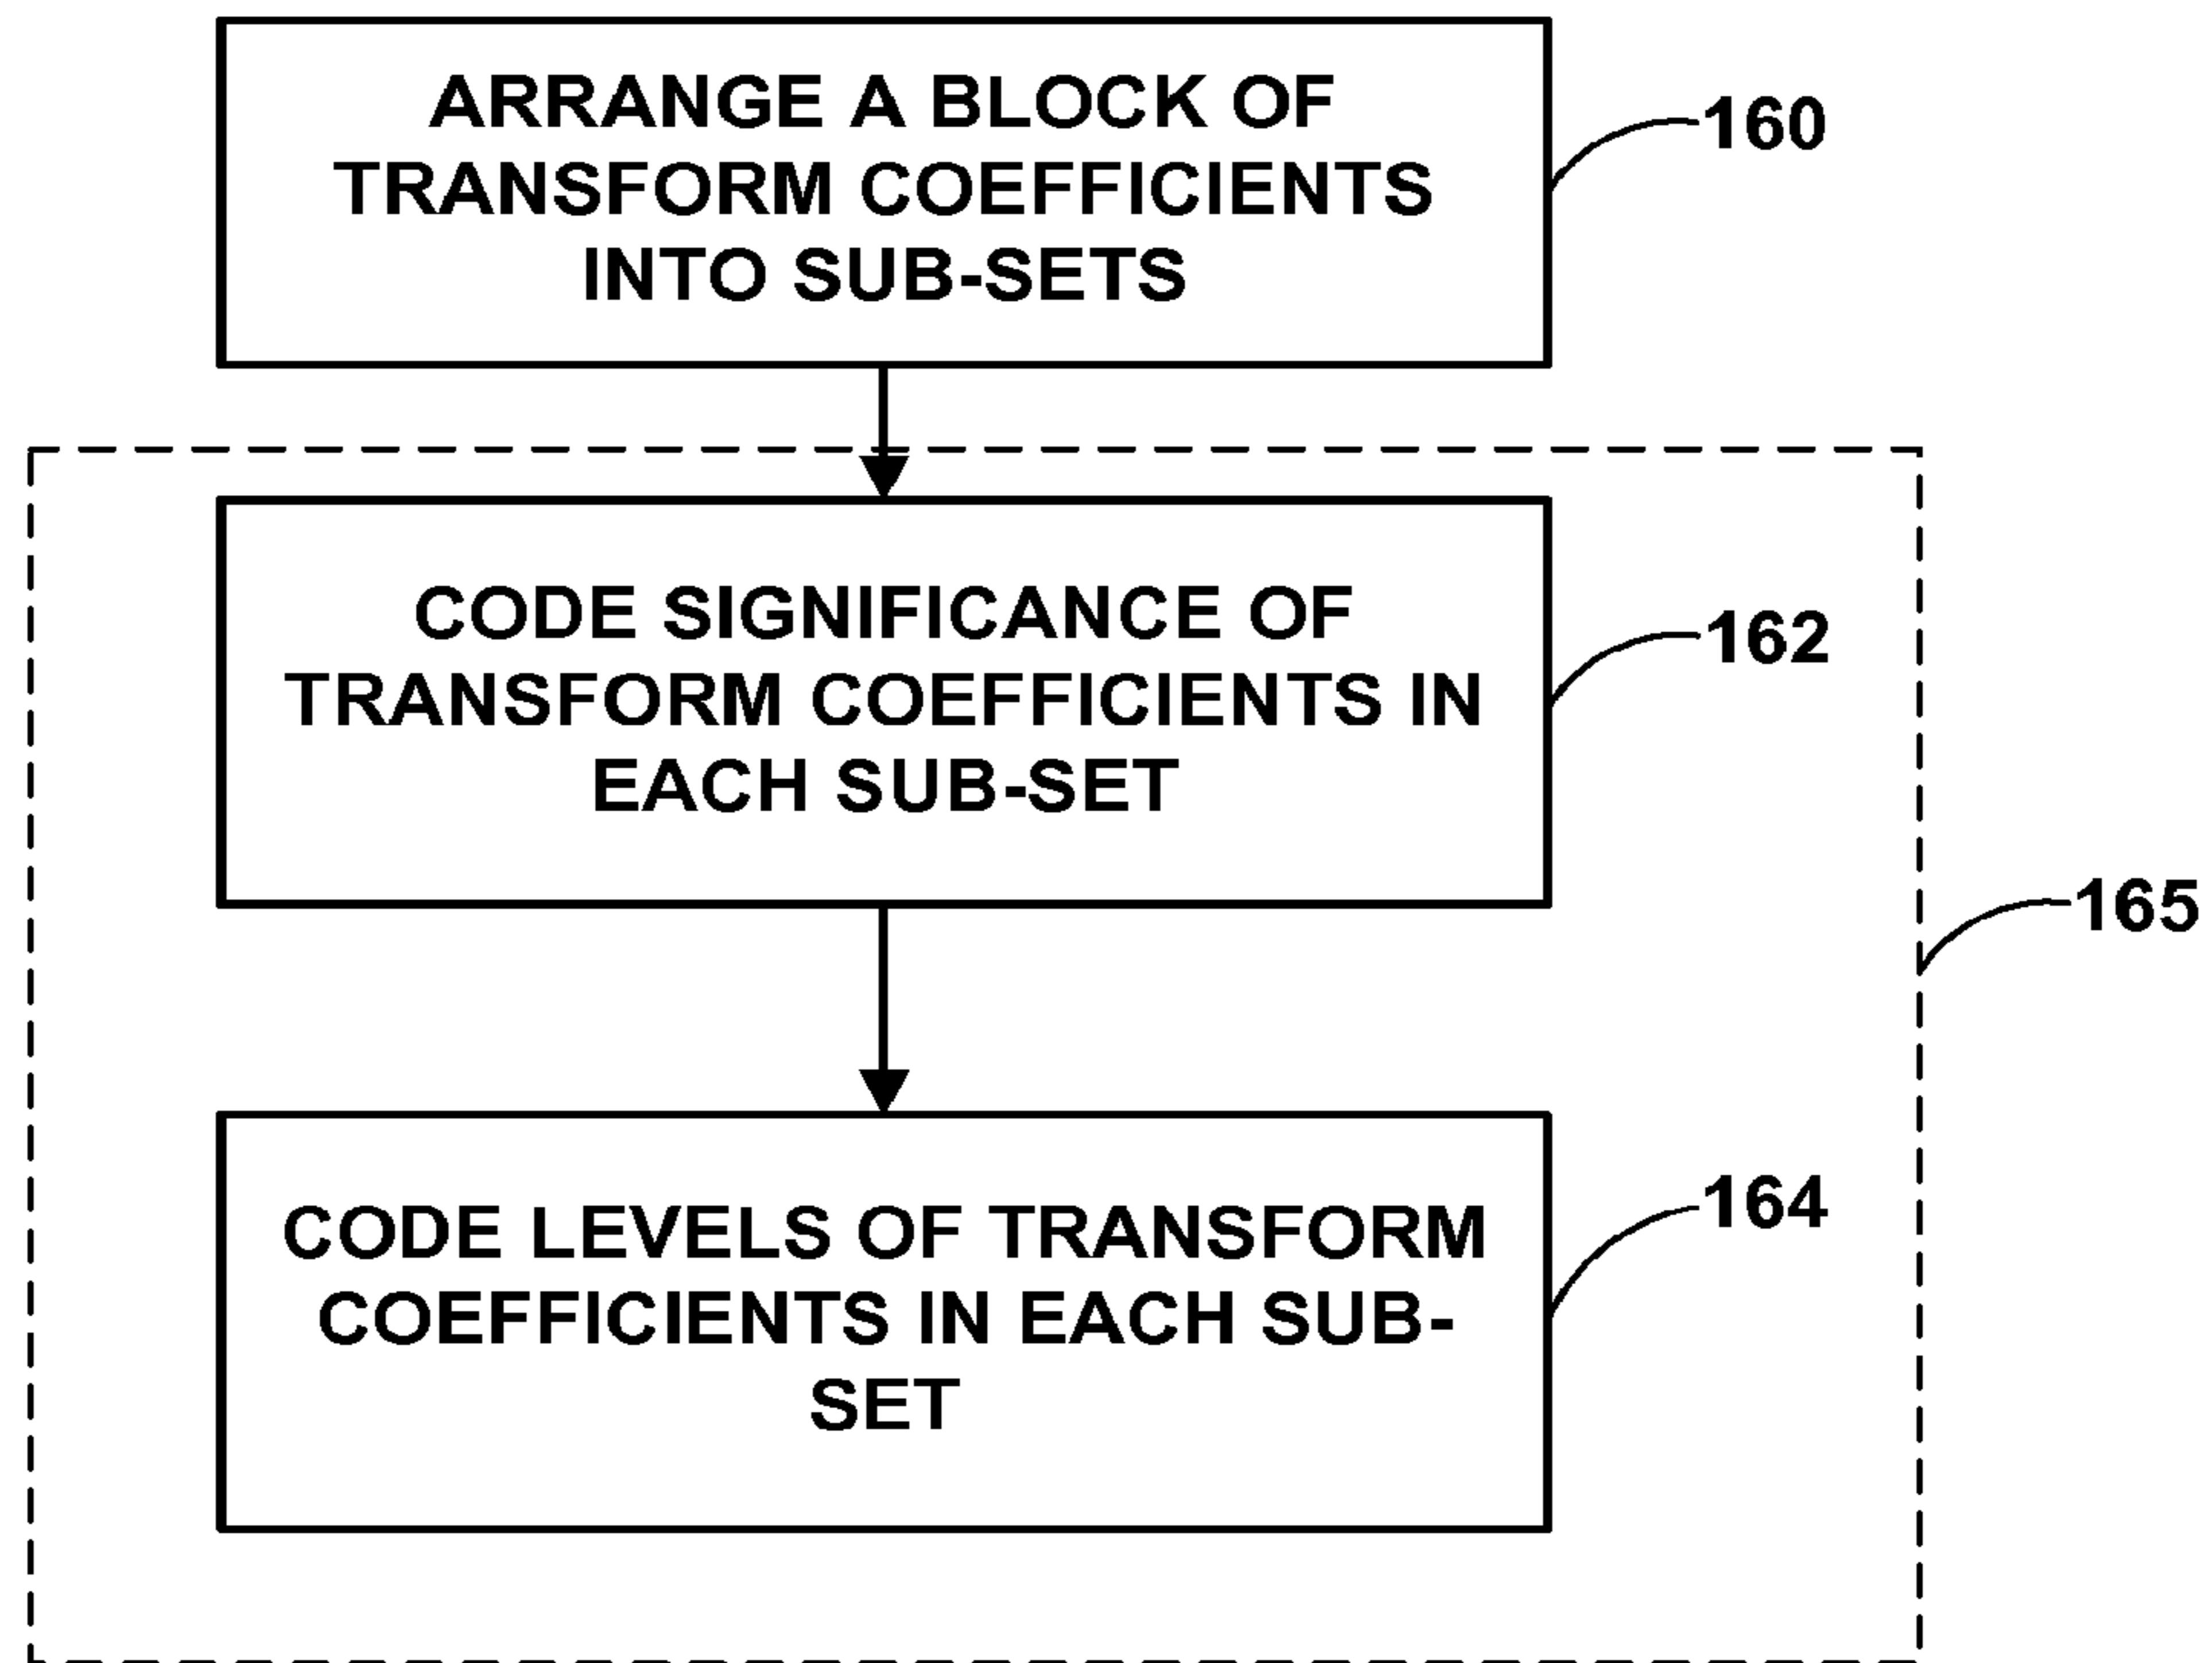 ARRANGE A BLOCK OF
TRANSFORM COEFFICIENTS
INTO SUB-SETS
160
CODE SIGNIFICANCE OF
TRANSFORM COEFFICIENTS IN
EACH SUB-SET
162
165
CODE LEVELS OF TRANSFORM
COEFFICIENTS IN EACH SUB-
SET
164